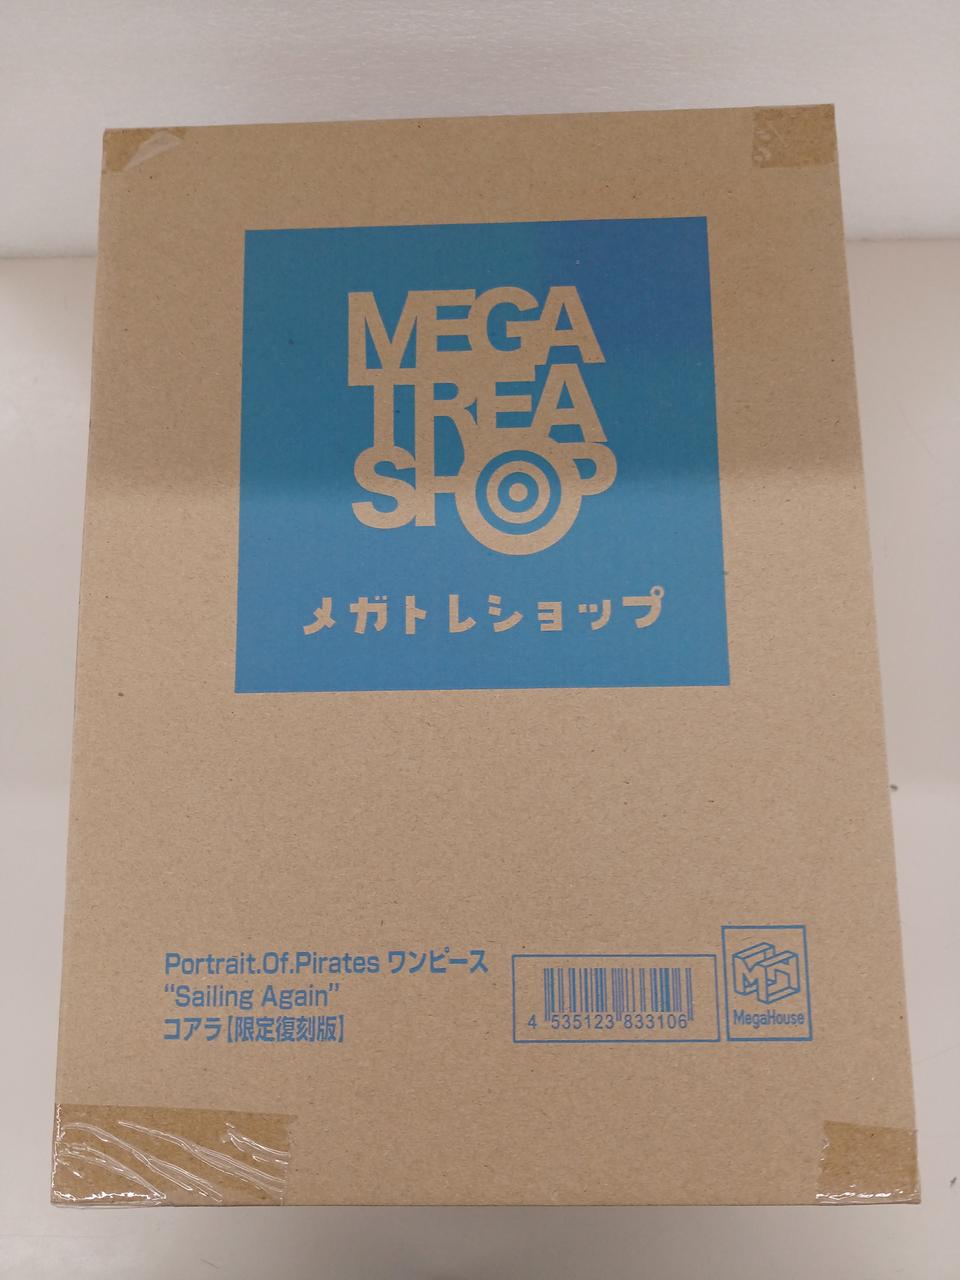 MEGA
TREA
SHOP
メガトレショップ
Portrait.Of.Pirates ワンピース
“Sailing Again”
コアラ【限定復刻版】
4 535123 833106
MegaHouse